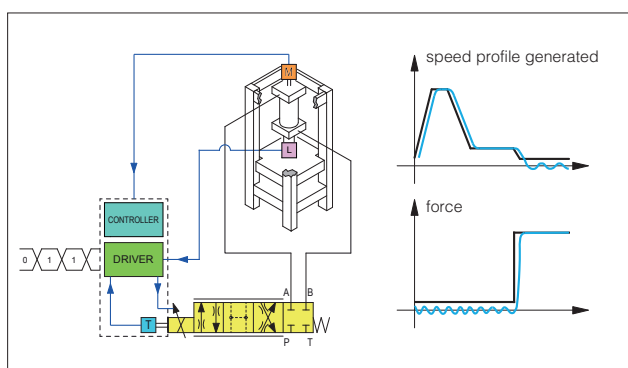 M
L
CONTROLLER
DRIVER
0 1 1
T
A B
P T
speed profile generated
force